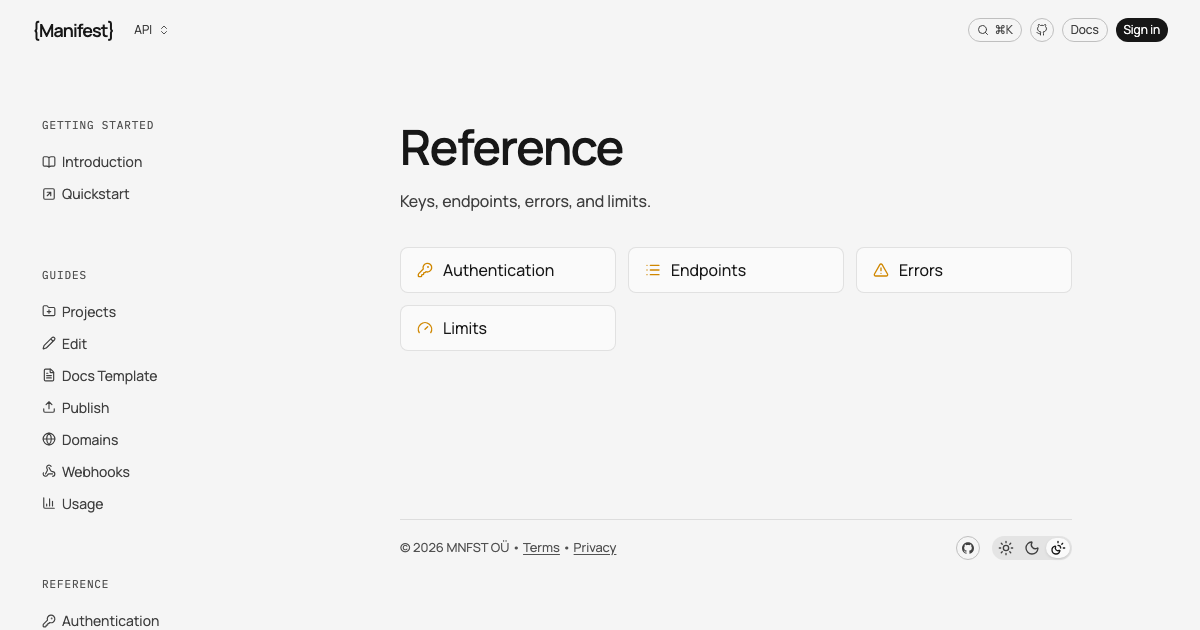 {Manifest}
API
⌘K
Docs
Sign in
GETTING STARTED
Introduction
Quickstart
GUIDES
Projects
Edit
Docs Template
Publish
Domains
Webhooks
Usage
REFERENCE
Authentication
Reference
Keys, endpoints, errors, and limits.
Authentication
Endpoints
Errors
Limits
© 2026 MNFST OÜ • Terms • Privacy